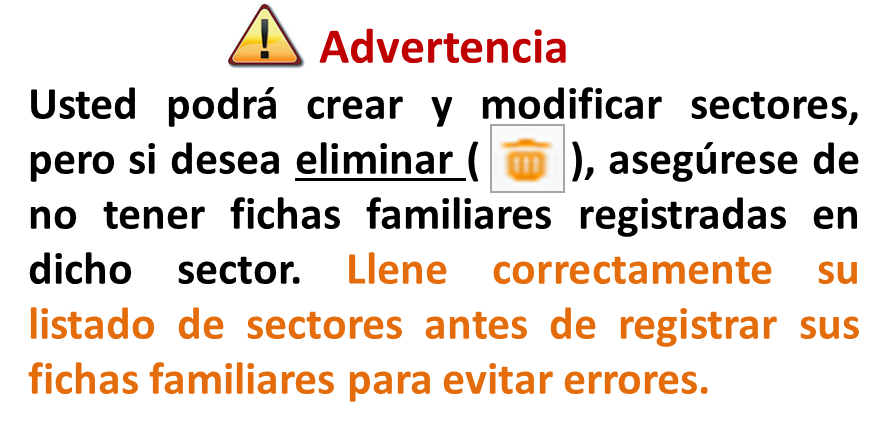 Advertencia
Usted podrá crear y modificar sectores,
pero si desea eliminar ( ), asegúrese de
no tener fichas familiares registradas en
dicho sector. Llene correctamente su
listado de sectores antes de registrar sus
fichas familiares para evitar errores.